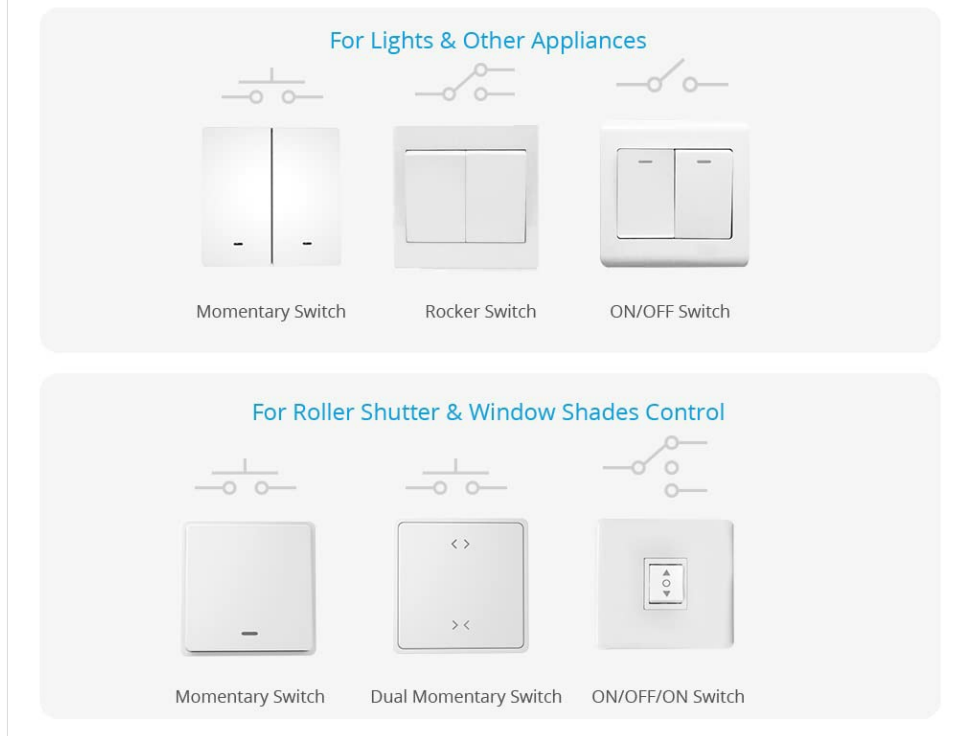 For Lights & Other Appliances
Momentary Switch
Rocker Switch
ON/OFF Switch
For Roller Shutter & Window Shades Control
Momentary Switch
Dual Momentary Switch
ON/OFF/ON Switch